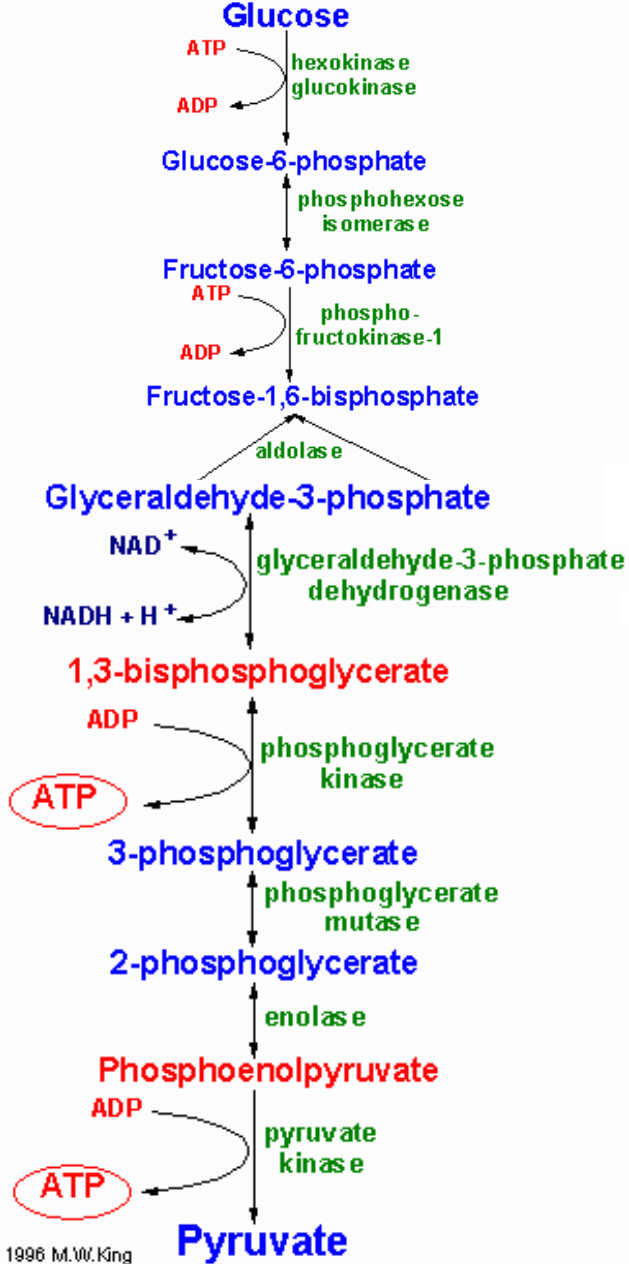 Glucose
ATP
hexokinase
glucokinase
ADP
Glucose-6-phosphate
phosphohexose
isomerase
Fructose-6-phosphate
ATP
phospho-
fructokinase-1
ADP
Fructose-1,6-bisphosphate
aldolase
Glyceraldehyde-3-phosphate
NAD+
glyceraldehyde-3-phosphate
dehydrogenase
NADH + H+
1,3-bisphosphoglycerate
ADP
phosphoglycerate
kinase
ATP
3-phosphoglycerate
phosphoglycerate
mutase
2-phosphoglycerate
enolase
Phosphoenolpyruvate
ADP
pyruvate
kinase
ATP
Pyruvate
1996 M.W.King